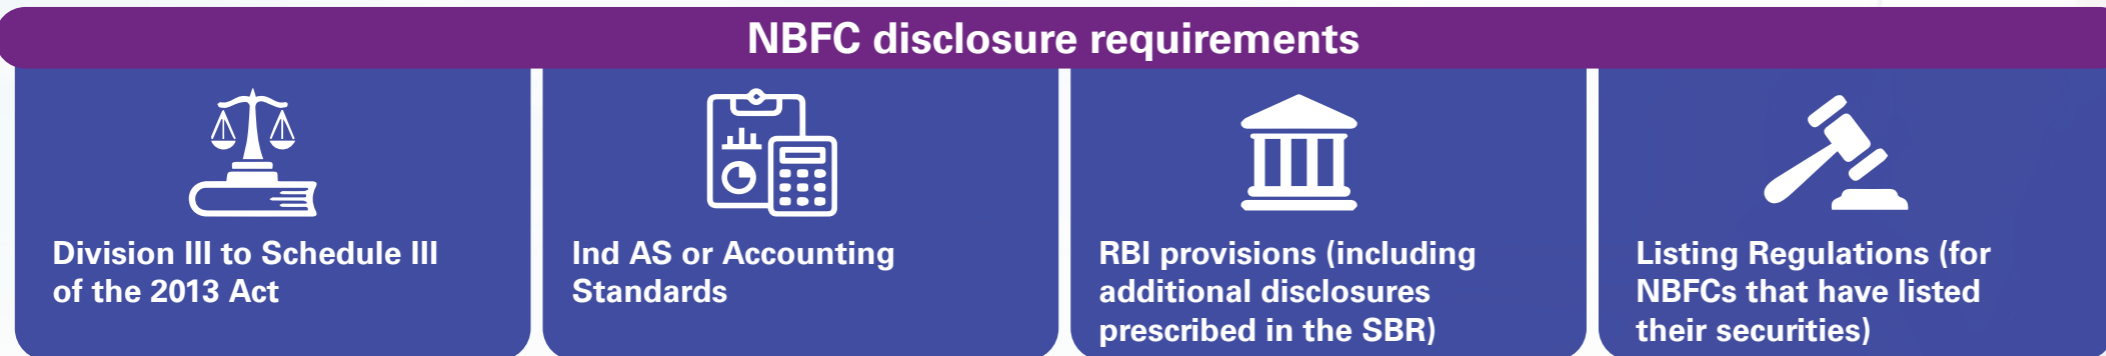 NBFC disclosure requirements
Division III to Schedule III
of the 2013 Act
Ind AS or Accounting
Standards
RBI provisions (including
additional disclosures
prescribed in the SBR)
Listing Regulations (for
NBFCs that have listed
their securities)